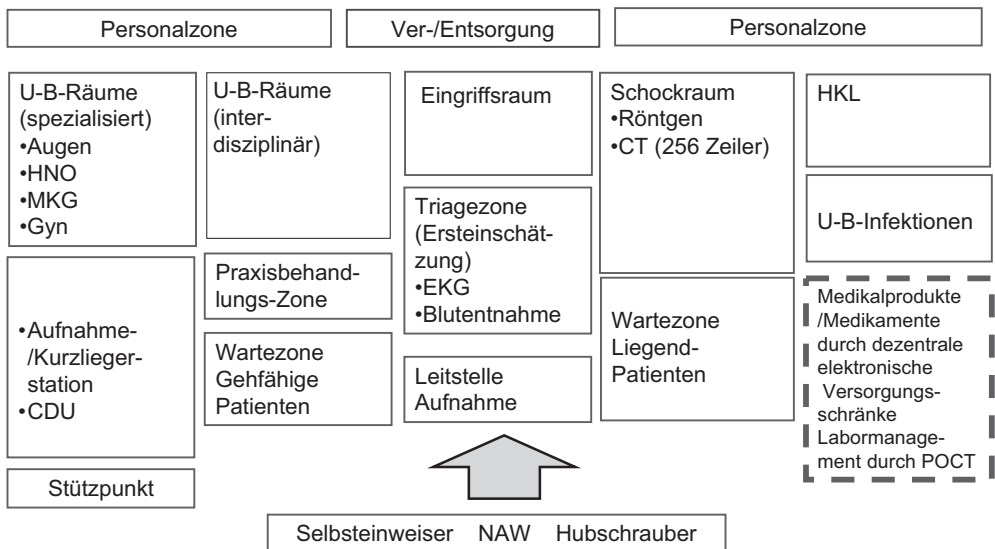 Personalzone
Ver-/Entsorgung
Personalzone
U-B-Räume
(spezialisiert)
•Augen
•HNO
•MKG
•Gyn
U-B-Räume
(inter-
disziplinär)
Eingriffsraum
Schockraum
•Röntgen
•CT (256 Zeiler)
HKL
U-B-Infektionen
Triagezone
(Ersteinschät-
zung)
•EKG
•Blutentnahme
Praxisbehand-
lungs-Zone
•Aufnahme-
/Kurzlieger-
station
•CDU
Wartezone
Gehfähige
Patienten
Leitstelle
Aufnahme
Wartezone
Liegend-
Patienten
Medikalprodukte
/Medikamente
durch dezentrale
elektronische
Versorgungs-
schränke
Labormanage-
ment durch POCT
Stützpunkt
Selbsteinweiser NAW Hubschrauber